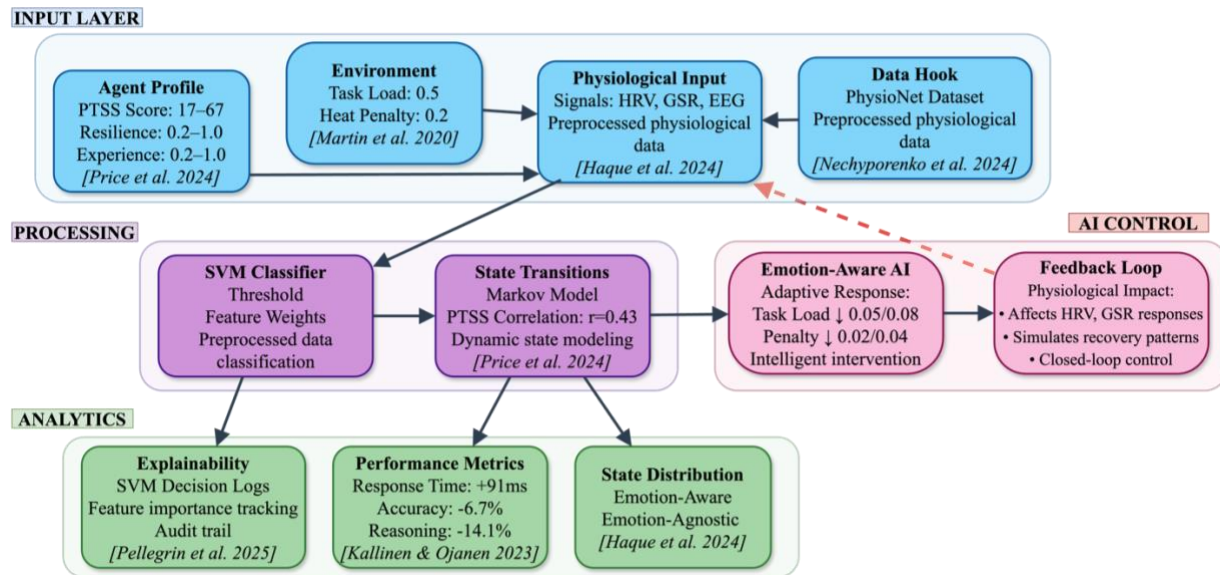 INPUT LAYER
Agent Profile
PTSS Score: 17–67
Resilience: 0.2–1.0
Experience: 0.2–1.0
[Price et al. 2024]
Environment
Task Load: 0.5
Heat Penalty: 0.2
[Martin et al. 2020]
Physiological Input
Signals: HRV, GSR, EEG
Preprocessed physiological
data
[Haque et al. 2024]
Data Hook
PhysioNet Dataset
Preprocessed physiological
data
[Nechyporenko et al. 2024]
PROCESSING
SVM Classifier
Threshold
Feature Weights
Preprocessed data
classification
State Transitions
Markov Model
PTSS Correlation: r=0.43
Dynamic state modeling
[Price et al. 2024]
AI CONTROL
Emotion-Aware AI
Adaptive Response:
Task Load ↓ 0.05/0.08
Penalty ↓ 0.02/0.04
Intelligent intervention
Feedback Loop
Physiological Impact:
• Affects HRV, GSR responses
• Simulates recovery patterns
• Closed-loop control
ANALYTICS
Explainability
SVM Decision Logs
Feature importance tracking
Audit trail
[Pellegrin et al. 2025]
Performance Metrics
Response Time: +91ms
Accuracy: -6.7%
Reasoning: -14.1%
[Kallinen & Ojanen 2023]
State Distribution
Emotion-Aware
Emotion-Agnostic
[Haque et al. 2024]